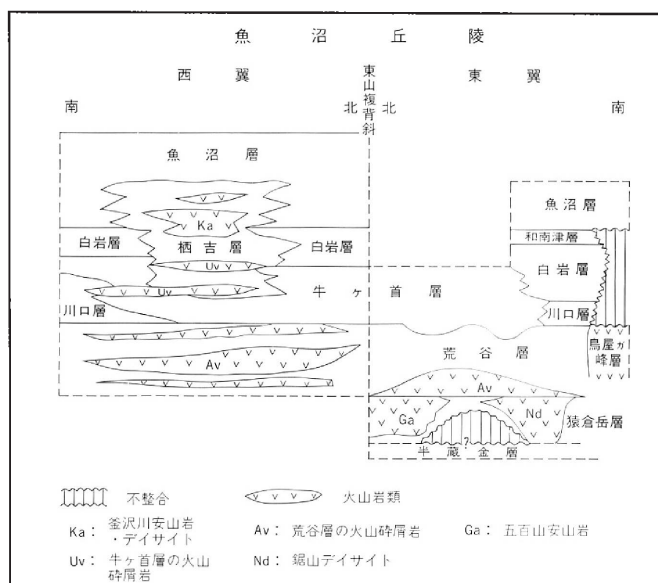 魚沼丘陵
西翼
東山複背斜
東翼
南
北
北
南
魚沼層
魚沼層
Ka
和南津層
白岩層
栖吉層
白岩層
白岩層
Uv
Uv
牛ヶ首層
川口層
川口層
荒谷層
鳥屋ガ峰層
Av
Av
Ga
Nd
猿倉岳層
?
半蔵金層
不整合
火山岩類
Ka: 釜沢川安山岩
・デイサイト
Av: 荒谷層の火山砕屑岩
Ga: 五百山安山岩
Uv: 牛ヶ首層の火山
砕屑岩
Nd: 鋸山デイサイト